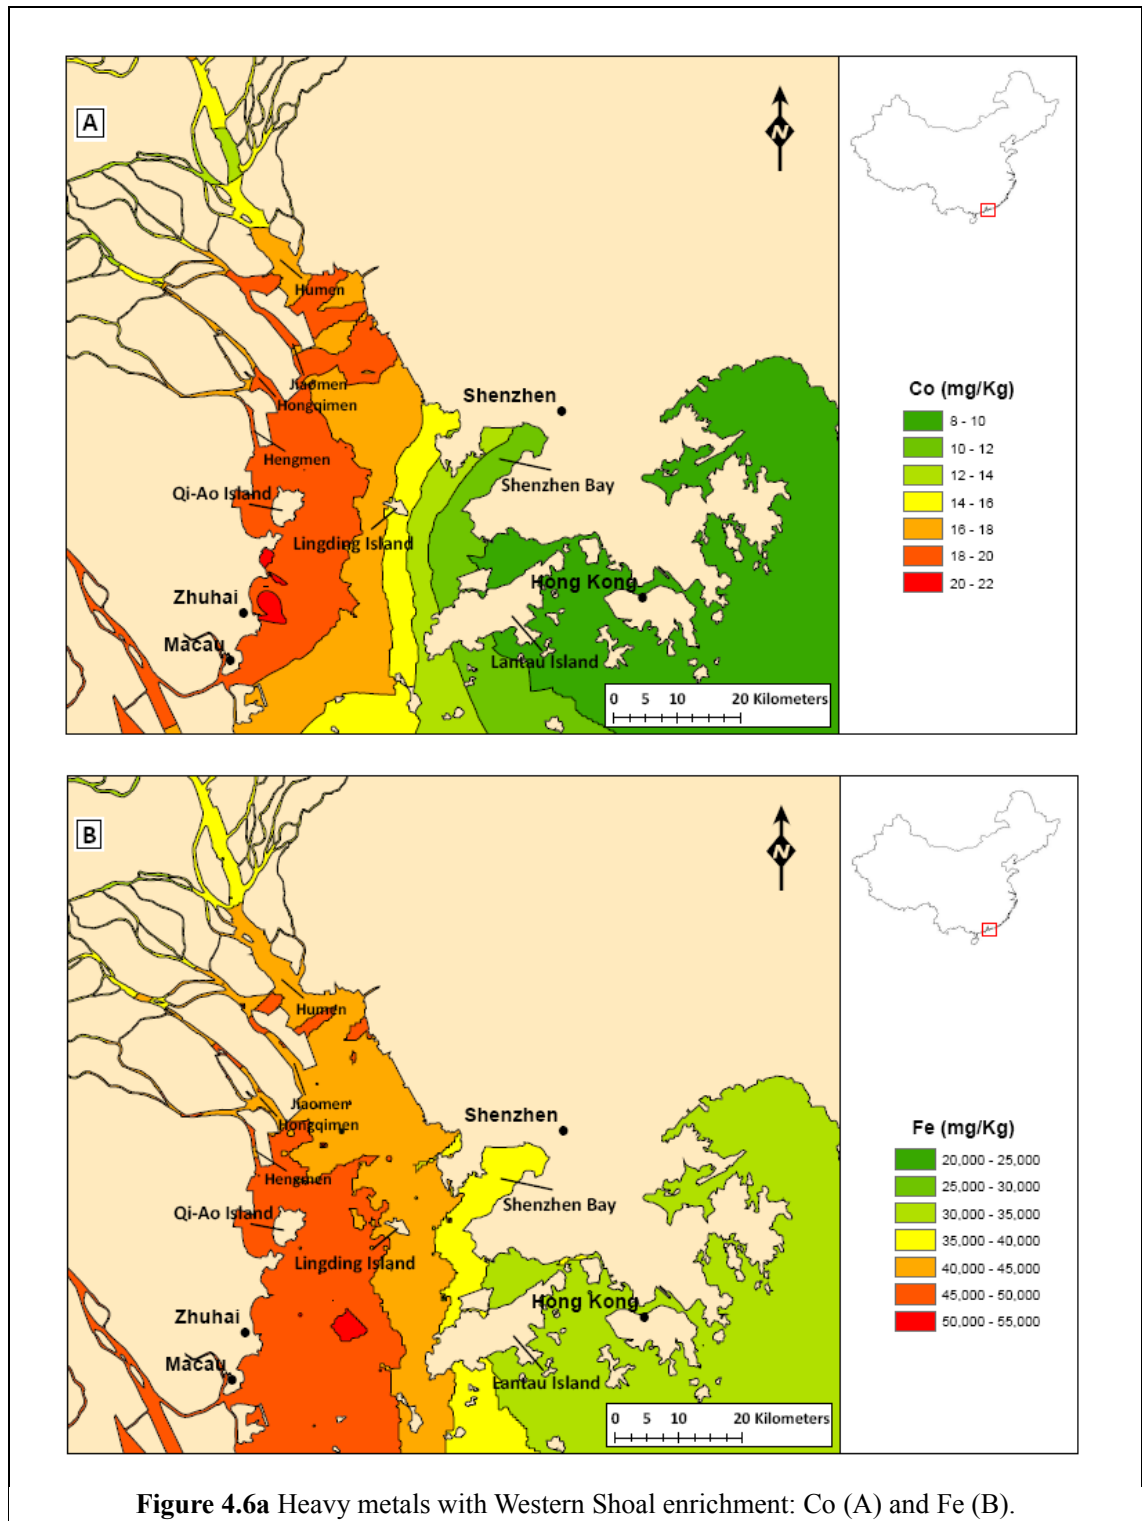 A
N
Humen
Jiaomen
Hongqimen
Hengmen
Qi-Ao Island
Lingding Island
Zhuhai
Macau
Shenzhen
Shenzhen Bay
Hong Kong
Lantau Island
0 5 10 20 Kilometers
Co (mg/Kg)
8 - 10
10 - 12
12 - 14
14 - 16
16 - 18
18 - 20
20 - 22
B
N
Humen
Jiaomen
Hongqimen
Hengmen
Qi-Ao Island
Lingding Island
Zhuhai
Macau
Shenzhen
Shenzhen Bay
Hong Kong
Lantau Island
0 5 10 20 Kilometers
Fe (mg/Kg)
20,000 - 25,000
25,000 - 30,000
30,000 - 35,000
35,000 - 40,000
40,000 - 45,000
45,000 - 50,000
50,000 - 55,000
Figure 4.6a Heavy metals with Western Shoal enrichment: Co (A) and Fe (B).